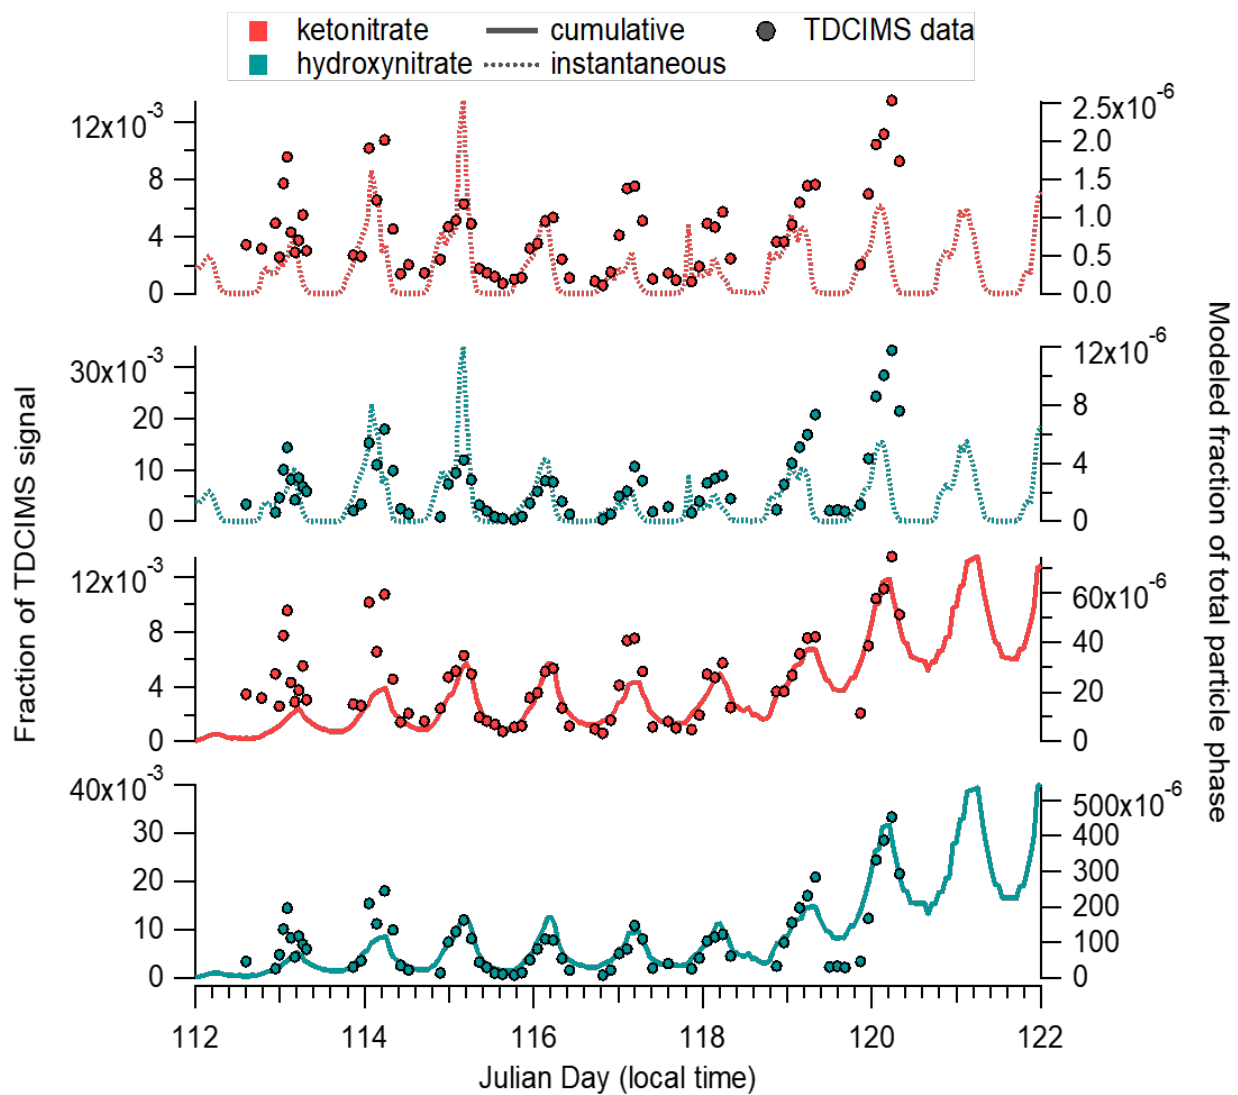 ketonitrate cumulative TDCIMS data
hydroxynitrate instantaneous
Fraction of TDCIMS signal
Modeled fraction of total particle phase
12x10^-3
8
4
0
2.5x10^-6
2.0
1.5
1.0
0.5
0.0
30x10^-3
20
10
0
12x10^-6
8
4
0
12x10^-3
8
4
0
60x10^-6
40
20
0
40x10^-3
30
20
10
0
500x10^-6
400
300
200
100
0
112 114 116 118 120 122
Julian Day (local time)